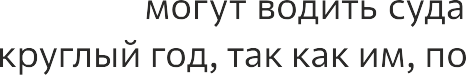 могут водить суда
круглый год, так как им, по